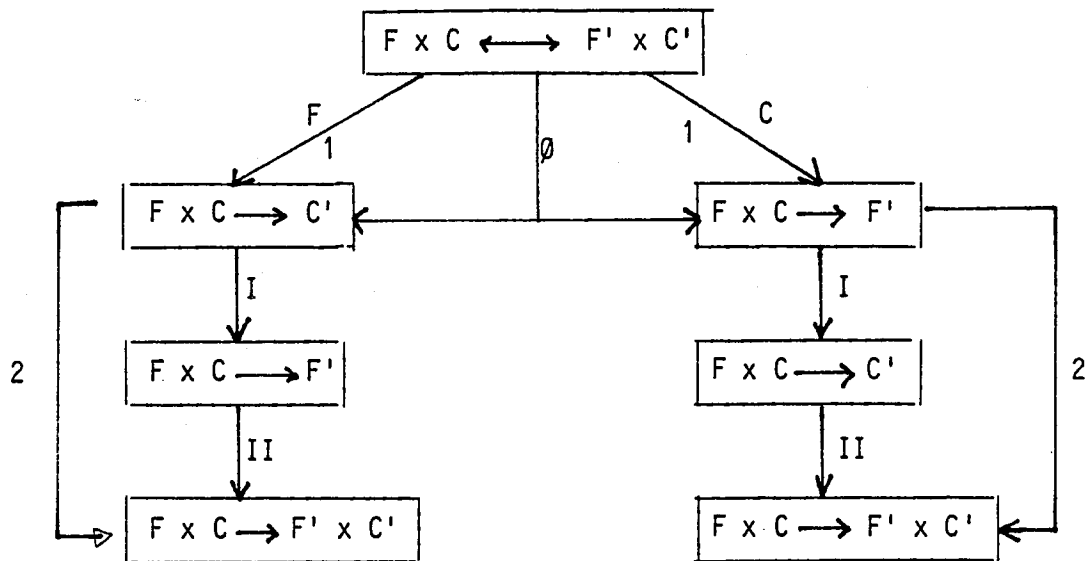 F x C ⟷ F' x C'
F C
1 Ø 1
F x C ⟶ C' F x C ⟶ F'
I I
2 F x C ⟶ F' F x C ⟶ C' 2
II II
F x C ⟶ F' x C' F x C ⟶ F' x C'